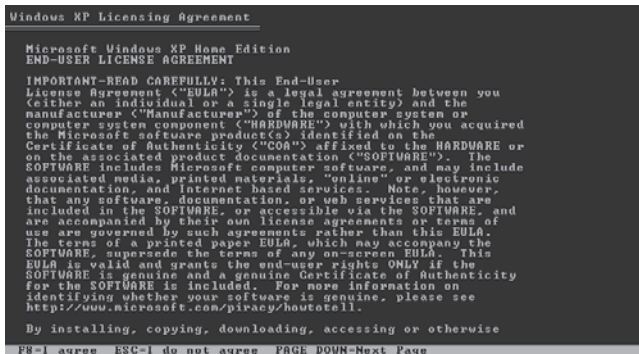 Windows XP Licensing Agreement
Microsoft Windows XP Home Edition
END-USER LICENSE AGREEMENT
IMPORTANT-READ CAREFULLY: This End-User
License Agreement ("EULA") is a legal agreement between you
(either an individual or a single legal entity) and the
manufacturer ("Manufacturer") of the computer system or
computer system component ("HARDWARE") with which you acquired
the Microsoft software product(s) identified on the
Certificate of Authenticity ("COA") affixed to the HARDWARE or
on the associated product documentation ("SOFTWARE"). The
SOFTWARE includes Microsoft computer software, and may include
associated media, printed materials, "online" or electronic
documentation, and Internet based services. Note, however,
that any software, documentation, or web services that are
included in the SOFTWARE, or accessible via the SOFTWARE, and
are accompanied by their own license agreements or terms of
use are governed by such agreements rather than this EULA.
The terms of a printed paper EULA, which may accompany the
SOFTWARE, supersede the terms of any on-screen EULA. This
EULA is valid and grants the end-user rights ONLY if the
SOFTWARE is genuine and a genuine Certificate of Authenticity
for the SOFTWARE is included. For more information on
identifying whether your software is genuine, please see
http://www.microsoft.com/piracy/howtotell.
By installing, copying, downloading, accessing or otherwise
F8=I agree ESC=I do not agree PAGE DOWN=Next Page